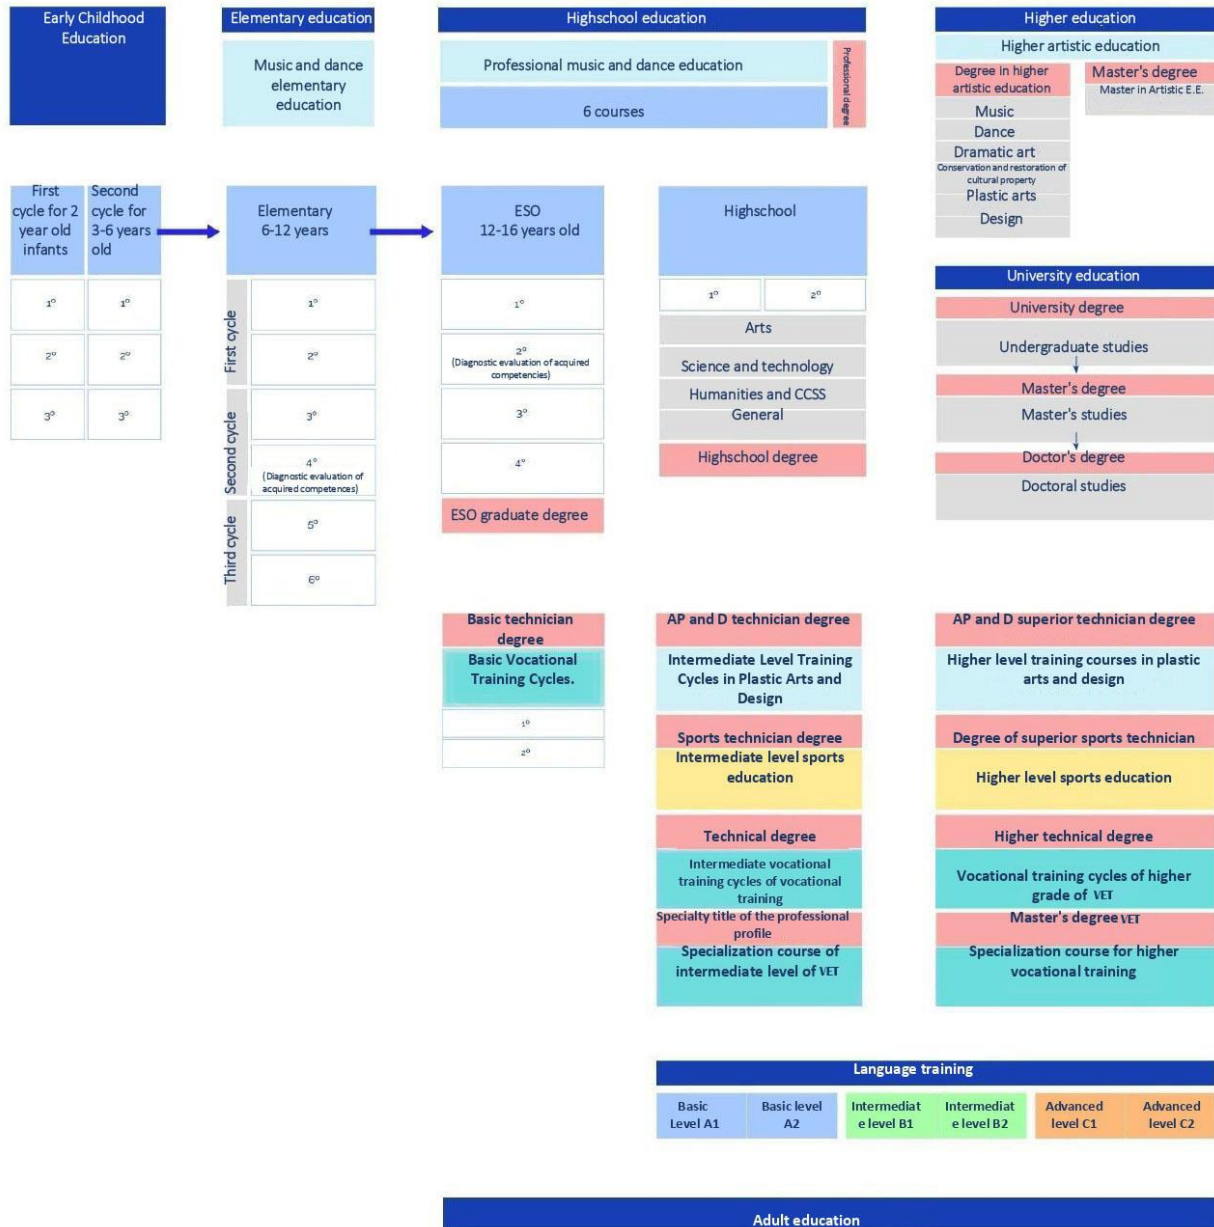 Early Childhood
Education
Elementary education
Highschool education
Higher education
Music and dance
elementary
education
Professional music and dance education
6 courses
Professional degree
Higher artistic education
Degree in higher
artistic education
Music
Dance
Dramatic art
Conservation and restoration of
cultural property
Plastic arts
Design
Master's degree
Master in Artistic E.E.
First
cycle for 2
year old
infants
Second
cycle for
3-6 years
old
1º
1º
2º
2º
3º
3º
Elementary
6-12 years
First cycle
1º
2º
Second cycle
3º
4º
(Diagnostic evaluation of
acquired competences)
Third cycle
5º
6º
ESO
12-16 years old
1º
2º
(Diagnostic evaluation of acquired
competencies)
3º
4º
ESO graduate degree
Highschool
1º
2º
Arts
Science and technology
Humanities and CCSS
General
Highschool degree
University education
University degree
Undergraduate studies
Master's degree
Master's studies
Doctor's degree
Doctoral studies
Basic technician
degree
Basic Vocational
Training Cycles.
1º
2º
AP and D technician degree
Intermediate Level Training
Cycles in Plastic Arts and
Design
Sports technician degree
Intermediate level sports
education
Technical degree
Intermediate vocational
training cycles of vocational
training
Specialty title of the professional
profile
Specialization course of
intermediate level of VET
AP and D superior technician degree
Higher level training courses in plastic
arts and design
Degree of superior sports technician
Higher level sports education
Higher technical degree
Vocational training cycles of higher
grade of VET
Master's degree VET
Specialization course for higher
vocational training
Language training
Basic
Level A1
Basic level
A2
Intermediat
e level B1
Intermediat
e level B2
Advanced
level C1
Advanced
level C2
Adult education